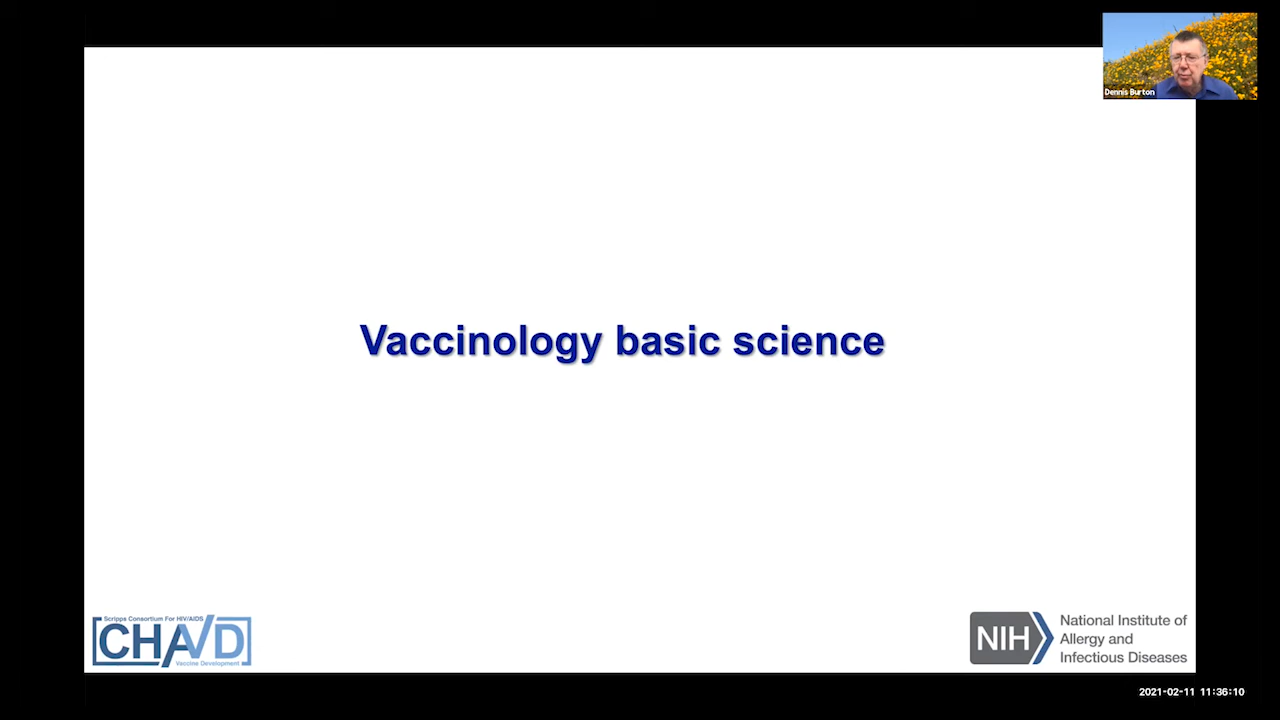 Dennis Burton
Vaccinology basic science
Scripps Consortium For HIV/AIDS
CHAVD
Vaccine Development
NIH
National Institute of
Allergy and
Infectious Diseases
2021-02-11 11:36:10